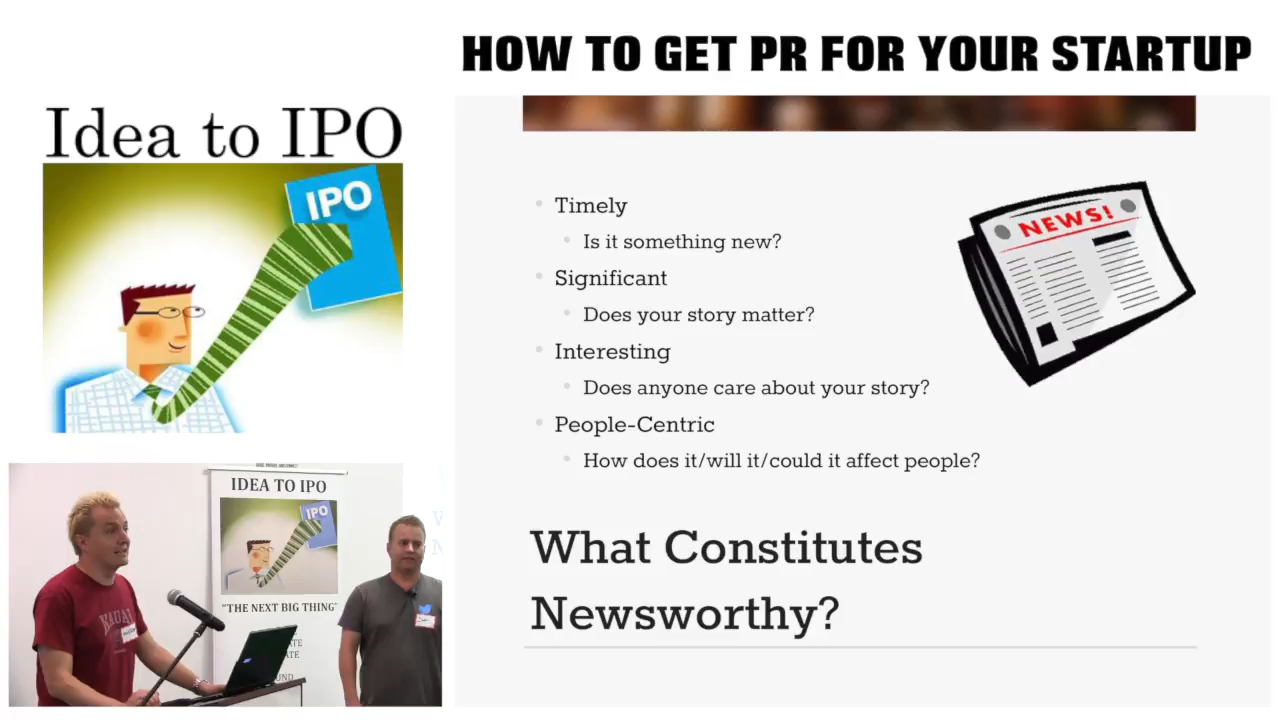 HOW TO GET PR FOR YOUR STARTUP
Idea to IPO
IPO
Timely
Is it something new?
Significant
Does your story matter?
Interesting
Does anyone care about your story?
People-Centric
How does it/will it/could it affect people?
NEWS!
What Constitutes
Newsworthy?
IDEA TO IPO
IPO
"THE NEXT BIG THING"
KAUAI